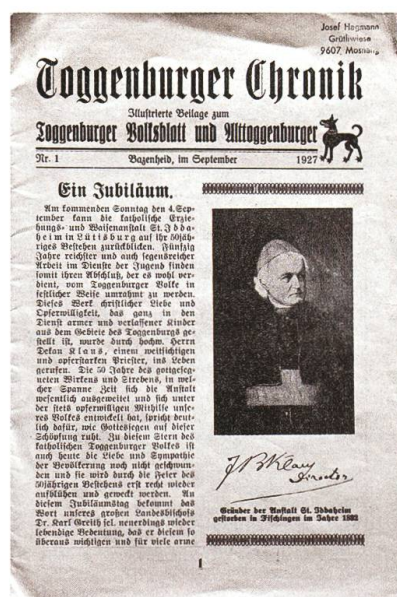 Josef Hagmann
Grütliwiese
9607 Mosnang
Toggenburger Chronik
Illustrierte Beilage zum
Toggenburger Volksblatt und Alttoggenburger
Nr. 1 Bazenheid, im September 1927
Ein Jubiläum.
Am kommenden Sonntag den 4. Sep-
tember kann die katholische Erzie-
hungs- und Waisenanstalt St. Idda-
heim in Lütisburg auf ihr 50jäh-
riges Bestehen zurückblicken. Fünfzig
Jahre reichster und auch segensreicher
Arbeit im Dienste der Jugend finden
somit ihren Abschluß, der es wohl ver-
dient, vom Toggenburger Volke in
festlicher Weise umrahmt zu werden.
Dieses Werk christlicher Liebe und
Opferwilligkeit, das ganz in den
Dienst armer und verlassener Kinder
aus dem Gebiete des Toggenburgs ge-
stellt ist, wurde durch hochw. Herrn
Dekan Klaus, einem weitsichtigen
und opferstarken Priester, ins Leben
gerufen. Die 50 Jahre des gottgeseg-
neten Wirkens und Strebens, in wel-
cher Spanne Zeit sich die Anstalt
wesentlich ausgeweitet und sich unter
der stets opferwilligen Mithilfe unse-
res Volkes entwickelt hat, spricht deut-
lich dafür, wie Gottessegen auf dieser
Schöpfung ruht. Zu diesem Stern des
katholischen Toggenburger Volkes ist
auch heute die Liebe und Sympathie
der Bevölkerung noch nicht geschwun-
den und sie wird durch die Feier des
50jährigen Bestehens erst recht wieder
aufblühen und geweckt werden. An
diesem Jubiläumstag bekommt das
Wort unseres großen Landesbischofs
Dr. Karl Greith sel. neuerdings wieder
lebendige Bedeutung, das er diesem so
überaus wichtigen und für viele arme
J B Klaus
Director
Gründer der Anstalt St. Iddaheim
gestorben in Fischingen im Jahre 1882
1